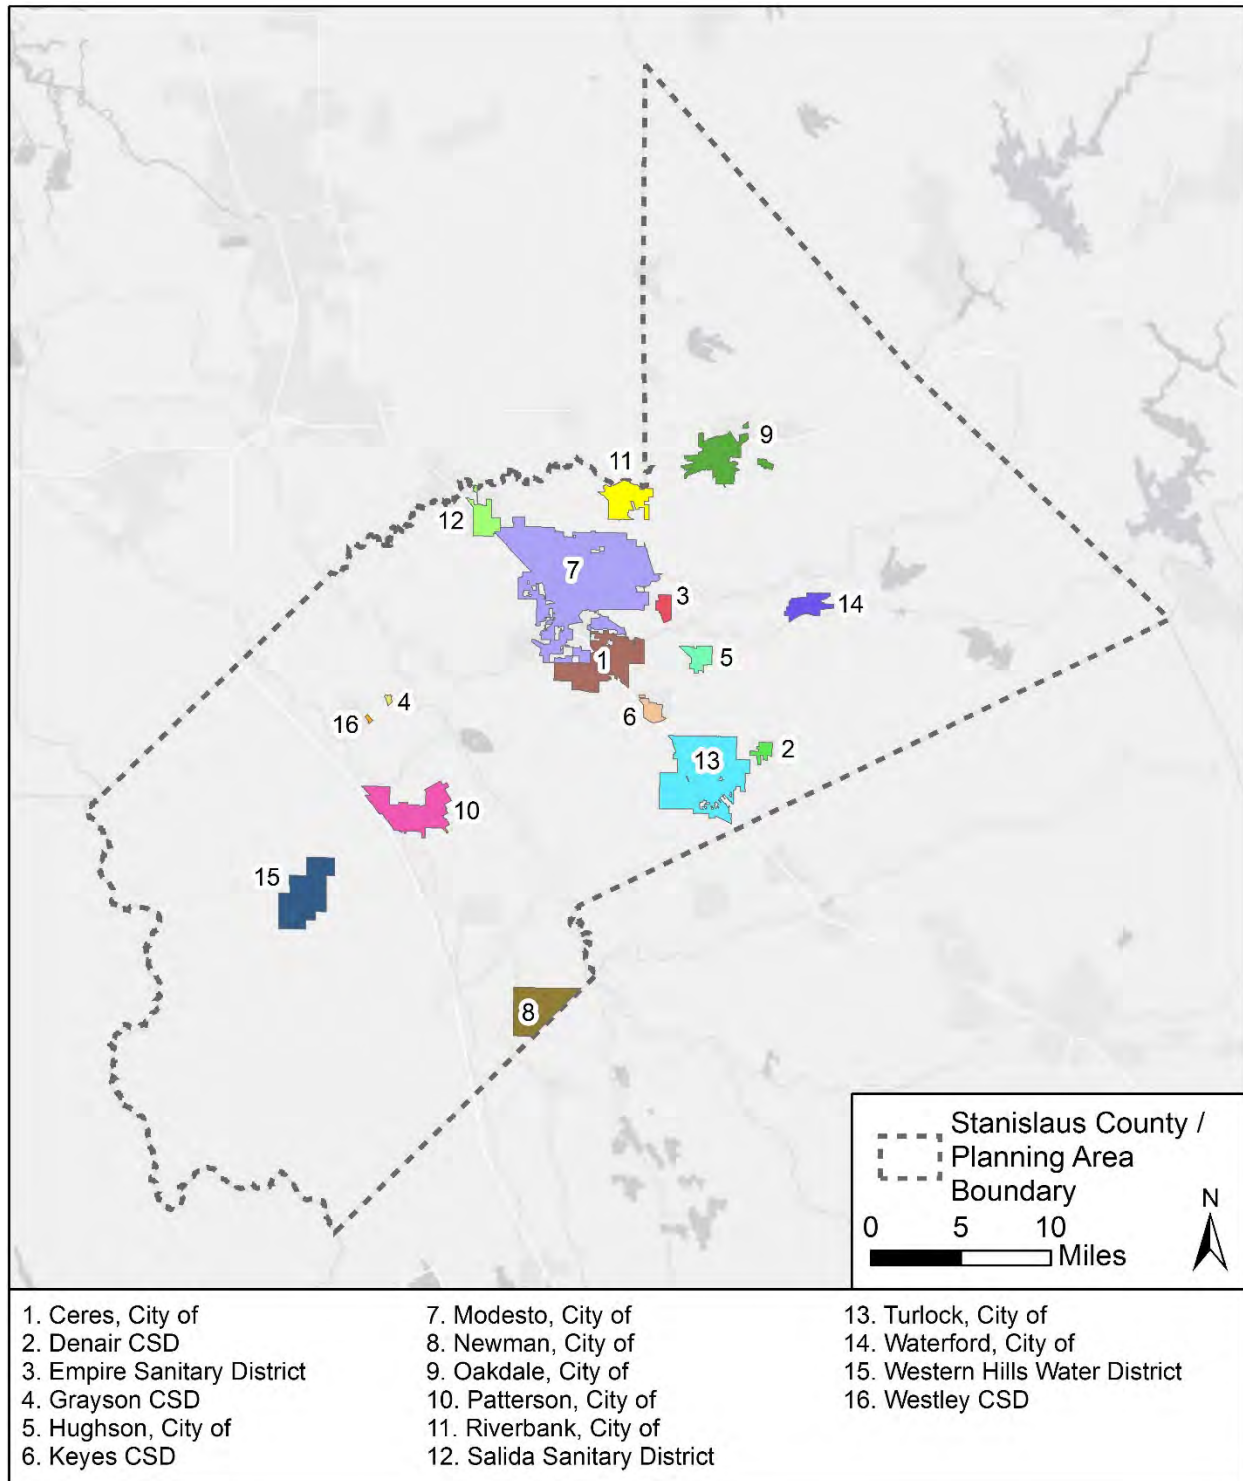 9
11
12
7
3
14
1
5
4
16
6
2
13
10
15
8
Stanislaus County /
Planning Area
Boundary
N
0 5 10
Miles
1. Ceres, City of
2. Denair CSD
3. Empire Sanitary District
4. Grayson CSD
5. Hughson, City of
6. Keyes CSD
7. Modesto, City of
8. Newman, City of
9. Oakdale, City of
10. Patterson, City of
11. Riverbank, City of
12. Salida Sanitary District
13. Turlock, City of
14. Waterford, City of
15. Western Hills Water District
16. Westley CSD